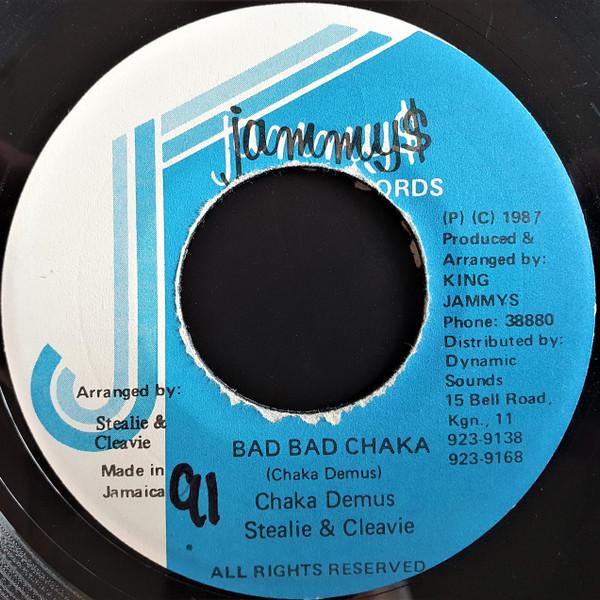 jammy$
ORDS
(P) (C) 1987
Produced &
Arranged by:
KING
JAMMYS
Phone: 38880
Distributed by:
Dynamic
Sounds
15 Bell Road,
Kgn., 11
923-9138
923-9168
Arranged by:
Stealie &
Cleavie
Made in
Jamaica
91
BAD BAD CHAKA
(Chaka Demus)
Chaka Demus
Stealie & Cleavie
ALL RIGHTS RESERVED